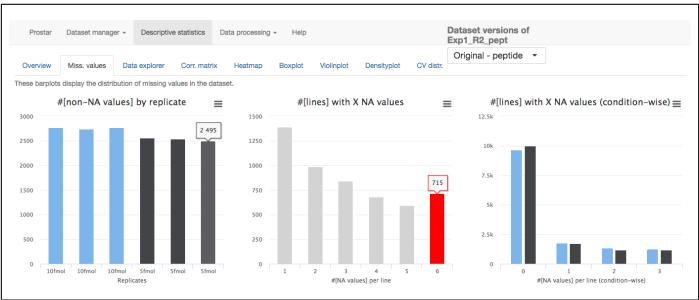 Prostar Dataset manager Descriptive statistics Data processing Help
Dataset versions of
Exp1_R2_pept
Original - peptide
Overview Miss. values Data explorer Corr. matrix Heatmap Boxplot Violinplot Densityplot CV distr.
These barplots display the distribution of missing values in the dataset.
#[non-NA values] by replicate
3000
2500
2000
1500
1000
500
0
2 495
10fmol 10fmol 10fmol 5fmol 5fmol 5fmol
Replicates
#[lines] with X NA values
1500
1250
1000
750
500
250
0
715
1 2 3 4 5 6
#[NA values] per line
#[lines] with X NA values (condition-wise)
12.5k
10k
7.5k
5k
2.5k
0
0 1 2 3
#[NA values] per line (condition-wise)